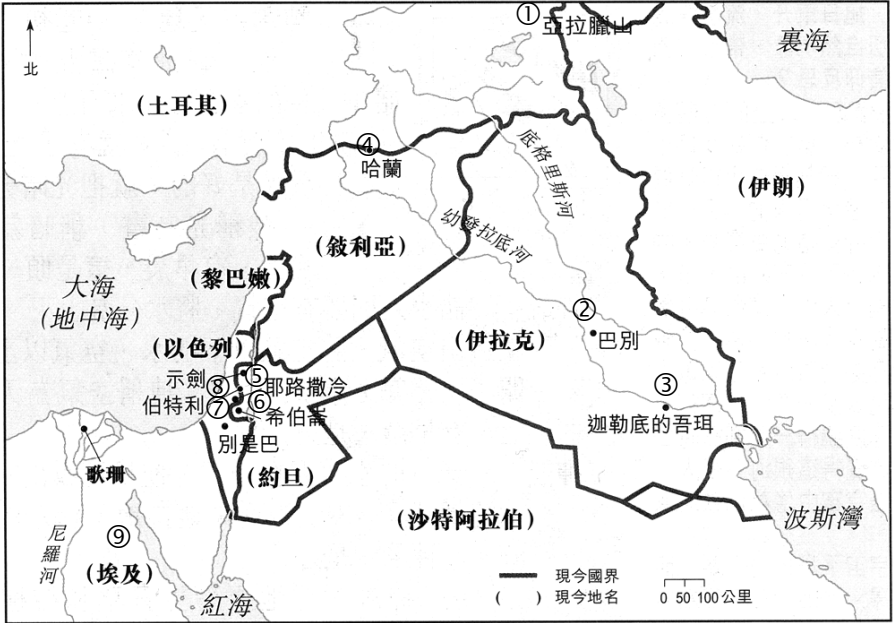 ①
亞拉臘山
裏海
北
(土耳其)
④
哈蘭
底格里斯河
(伊朗)
幼發拉底河
(敍利亞)
(黎巴嫩)
大海
(地中海)
②
巴別
(伊拉克)
(以色列)
示劍
⑤
⑧
耶路撒冷
伯特利
⑦
⑥
希伯崙
③
迦勒底的吾珥
別是巴
歌珊
(約旦)
(沙特阿拉伯)
波斯灣
尼羅河
⑨
(埃及)
紅海
現今國界
( ) 現今地名
0 50 100 公里